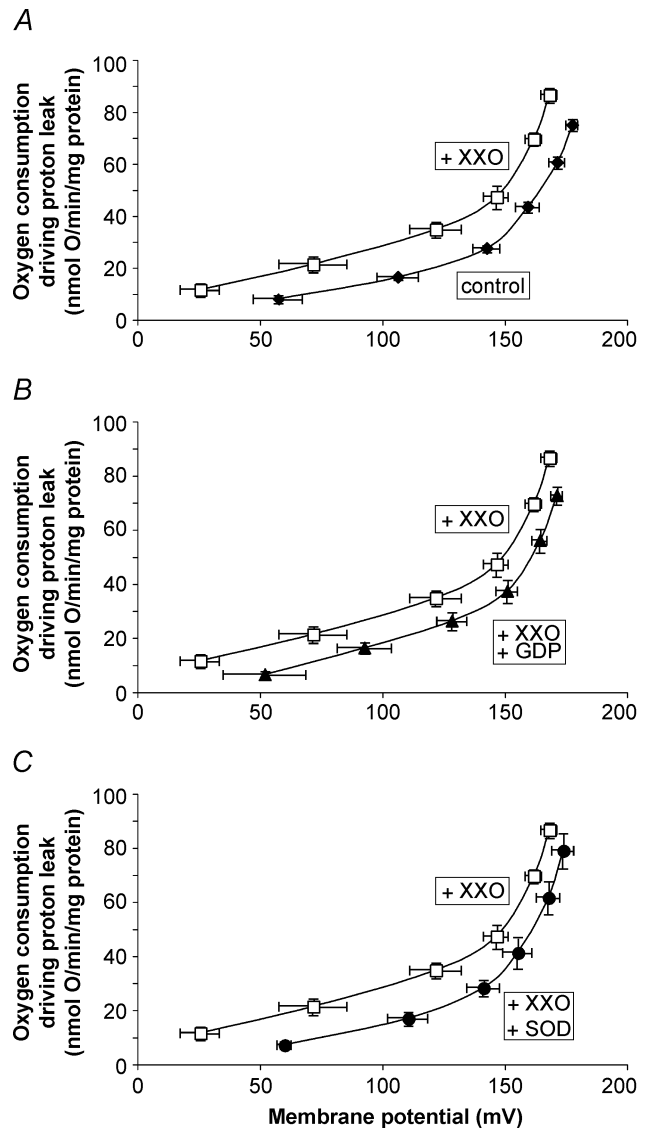 A
Oxygen consumption
driving proton leak
(nmol O/min/mg protein)
100
80
60
40
20
0
+ XXO
control
50
100
150
200
B
Oxygen consumption
driving proton leak
(nmol O/min/mg protein)
100
80
60
40
20
0
+ XXO
+ XXO
+ GDP
0
50
100
150
200
C
Oxygen consumption
driving proton leak
(nmol O/min/mg protein)
100
80
60
40
20
0
+ XXO
+ XXO
+ SOD
0
50
100
150
200
Membrane potential (mV)